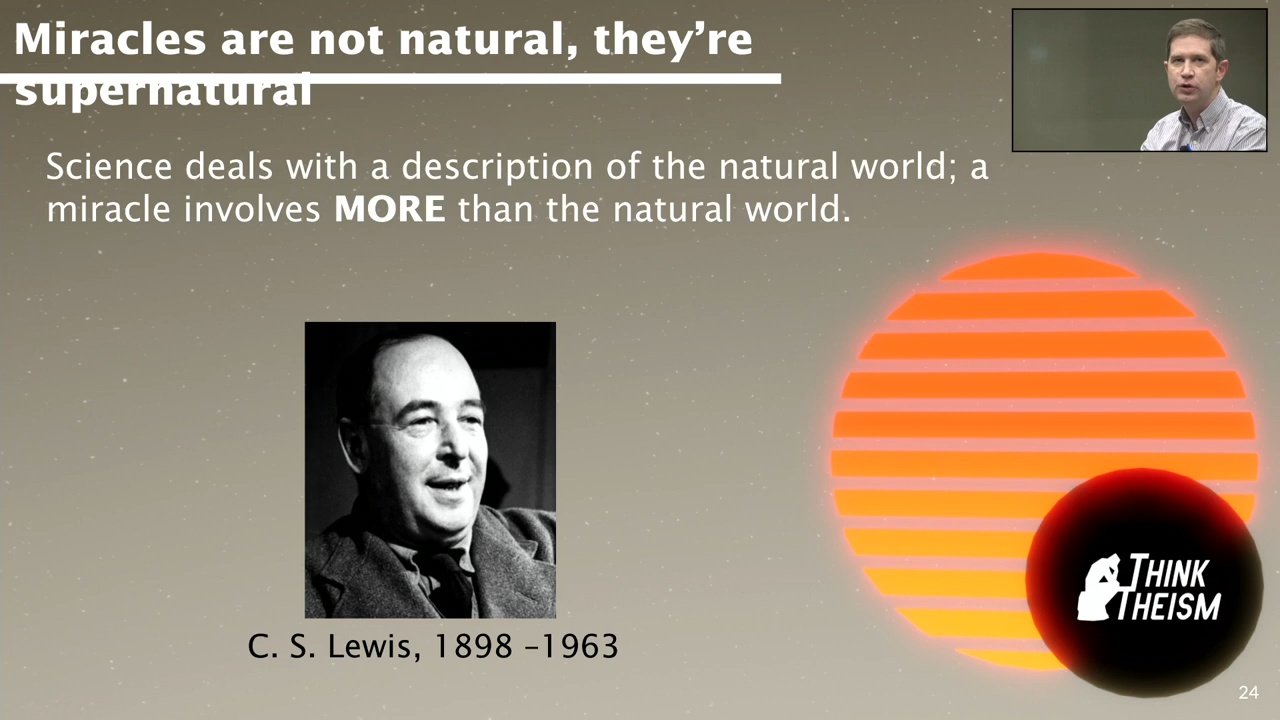 Miracles are not natural, they’re
supernatural
Science deals with a description of the natural world; a
miracle involves MORE than the natural world.
C. S. Lewis, 1898 –1963
THINK
THEISM
24